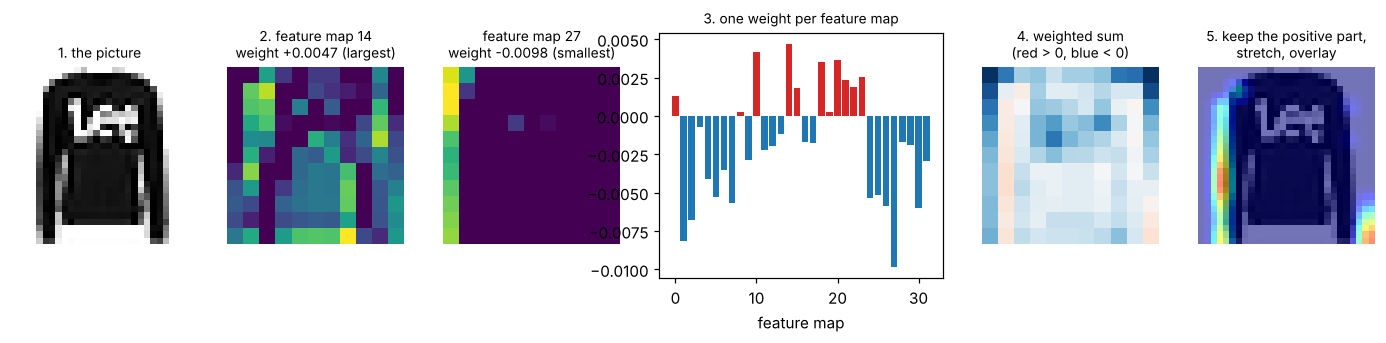 1. the picture
2. feature map 14
weight +0.0047 (largest)
feature map 27
weight -0.0098 (smallest)
3. one weight per feature map
0.0050
0.0025
0.0000
−0.0025
−0.0050
−0.0075
−0.0100
0
10
20
30
feature map
4. weighted sum
(red > 0, blue < 0)
5. keep the positive part,
stretch, overlay